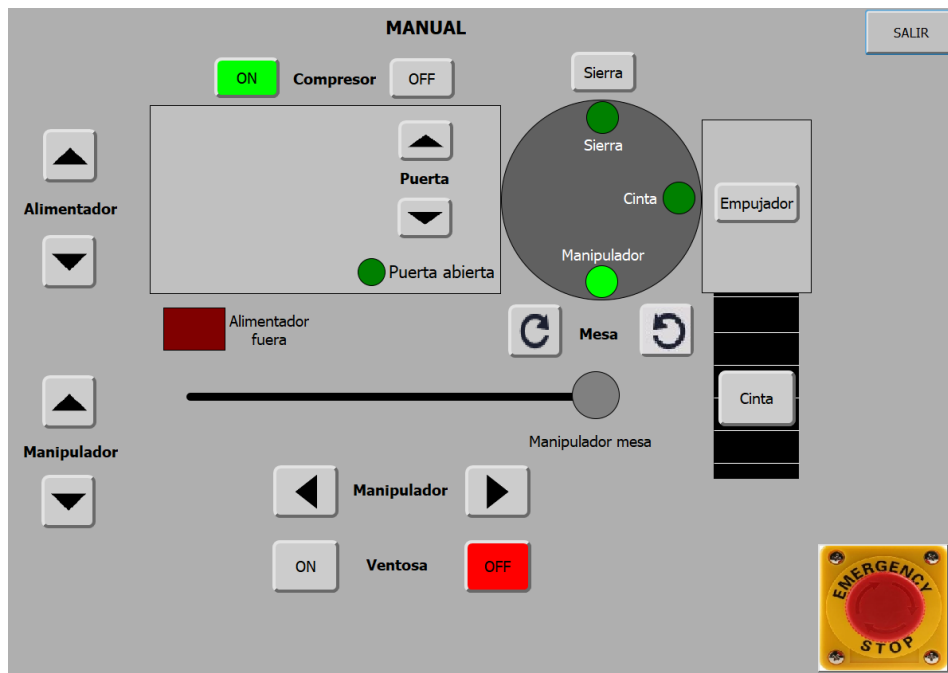 MANUAL
SALIR
ON
Compresor
OFF
Sierra
Sierra
Puerta
Cinta
Empujador
Alimentador
Manipulador
Puerta abierta
Alimentador
fuera
Mesa
Cinta
Manipulador mesa
Manipulador
Manipulador
ON
Ventosa
OFF
EMERGENCY
STOP